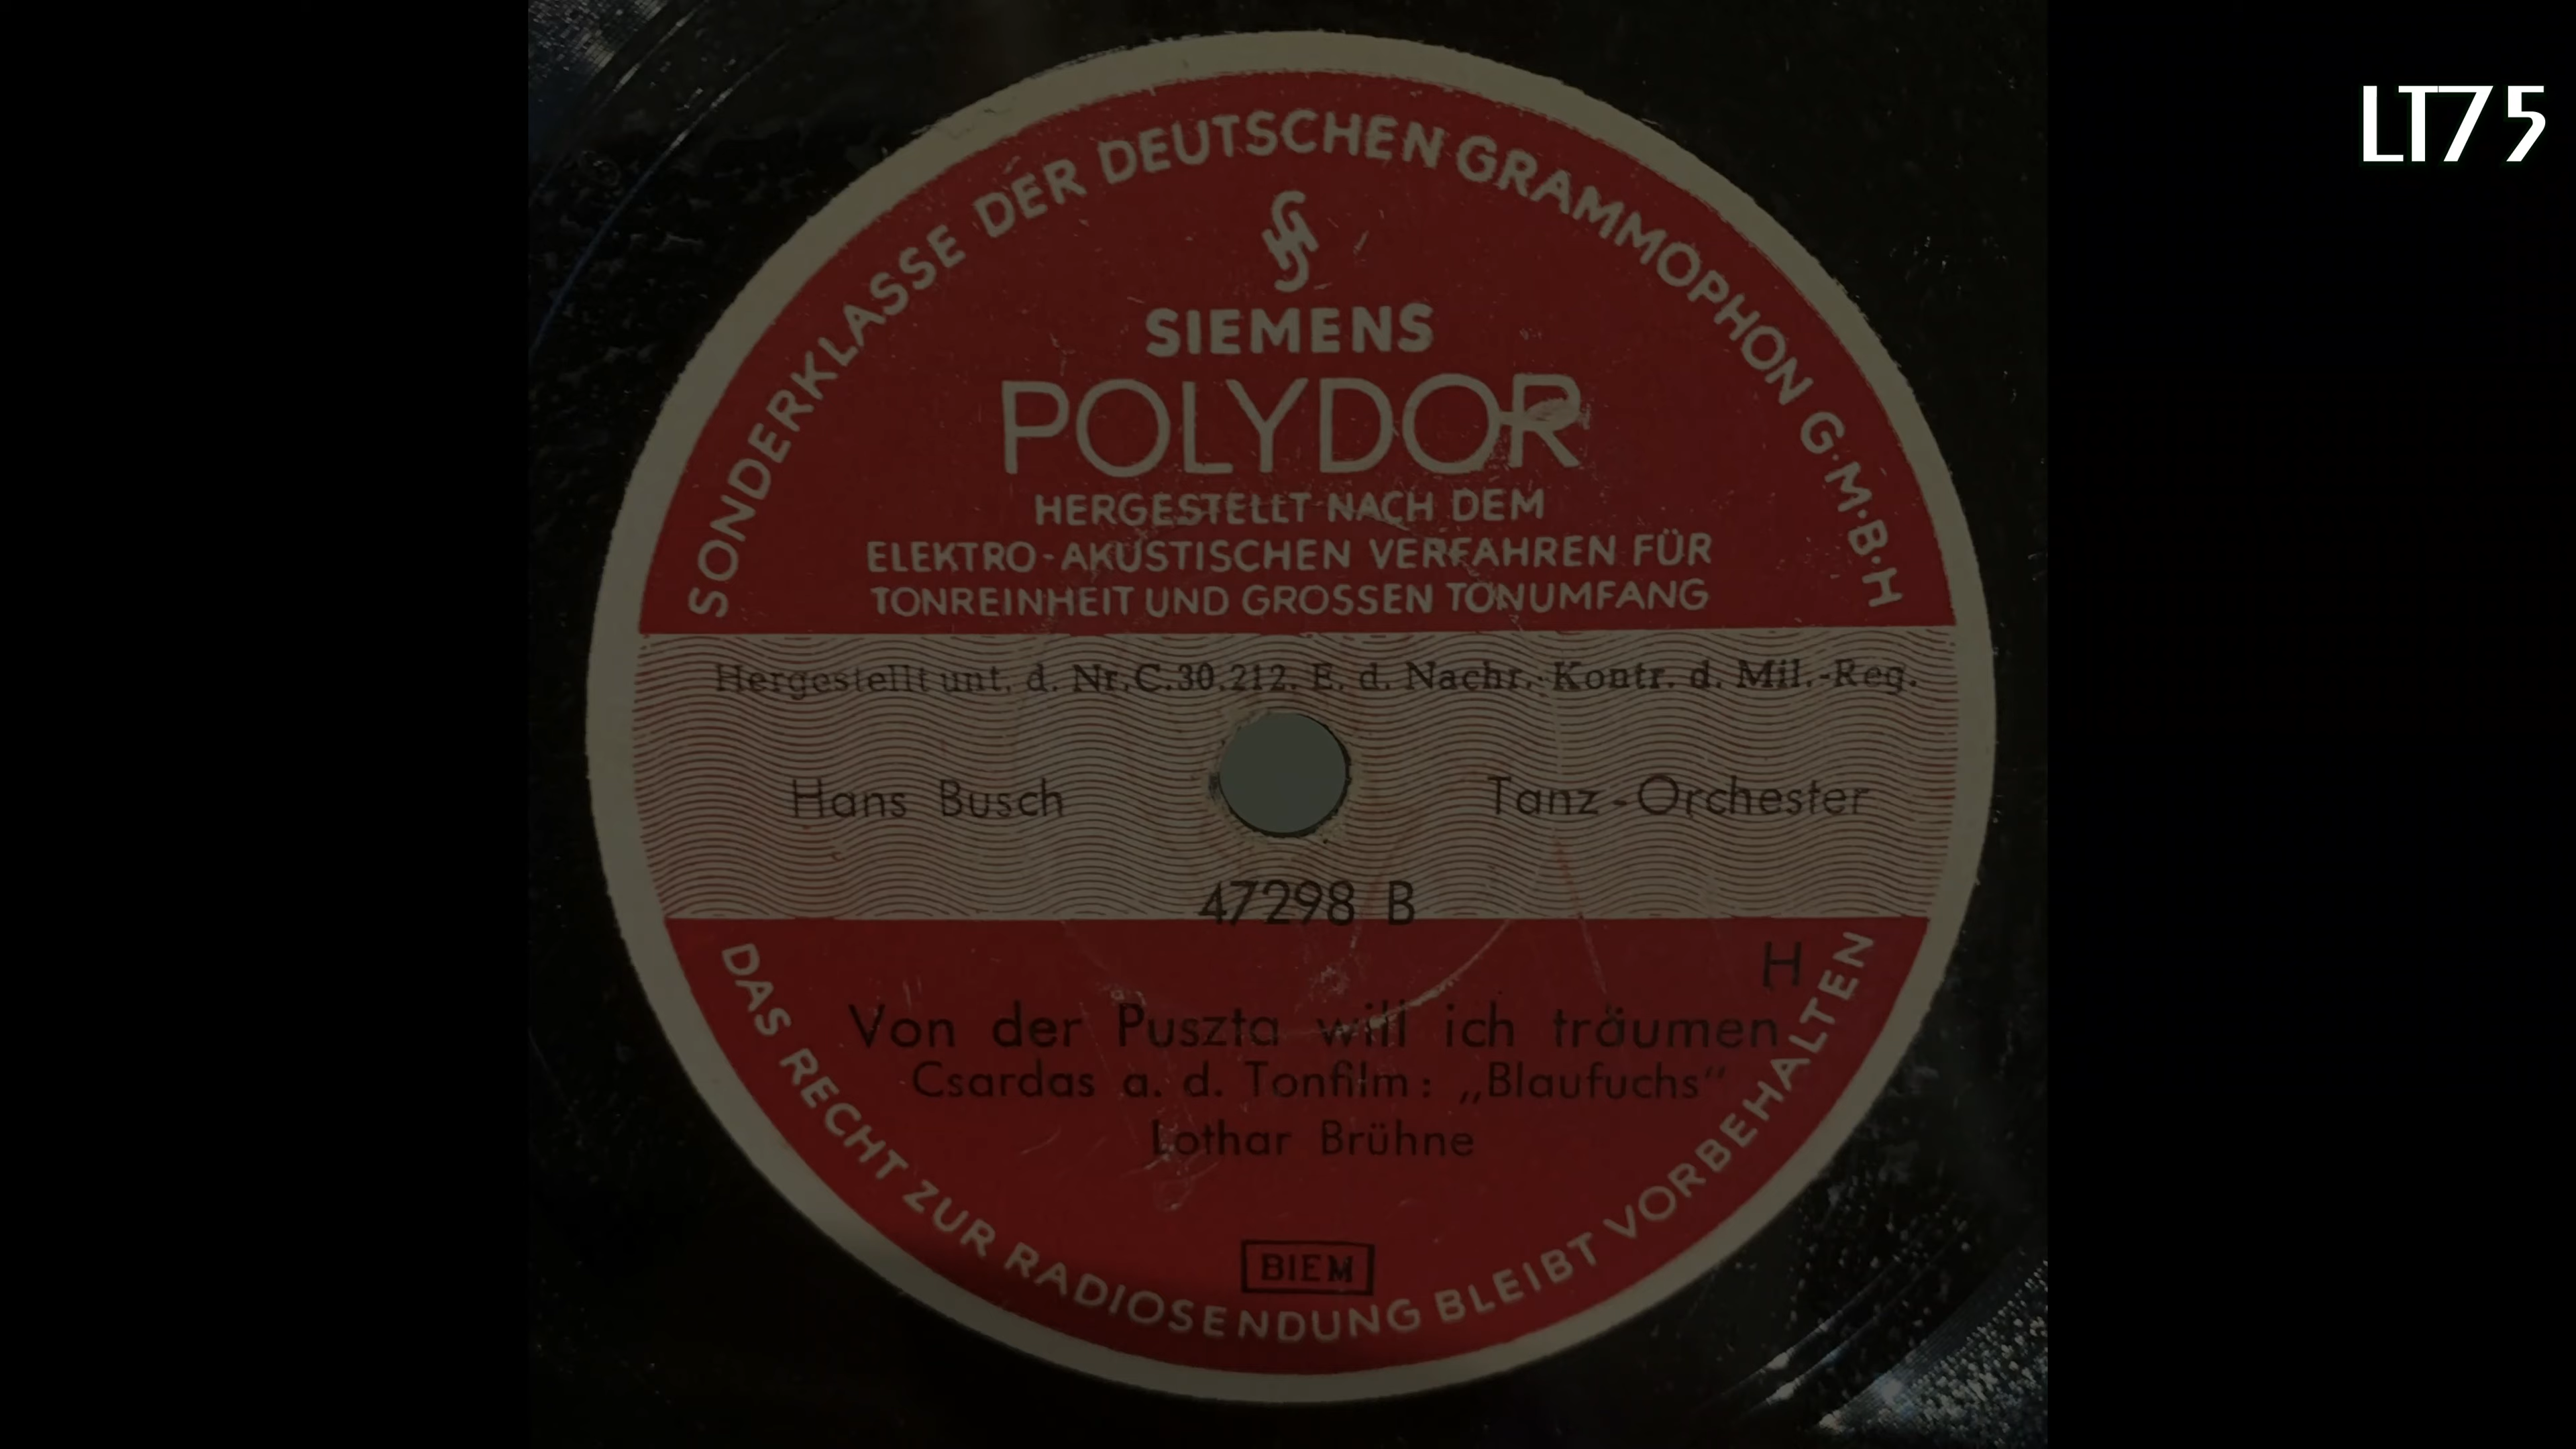 LT75
SONDERKLASSE DER DEUTSCHEN GRAMMOPHON G·M·B·H
SIEMENS
POLYDOR
HERGESTELLT NACH DEM
ELEKTRO-AKUSTISCHEN VERFAHREN FÜR
TONREINHEIT UND GROSSEN TONUMFANG
Hergestellt unt. d. Nr. C.30.212. E. d. Nachr.-Kontr. d. Mil.-Reg.
Hans Busch Tanz-Orchester
47298 B
H
Von der Puszta will ich träumen
Csardas a. d. Tonfilm: „Blaufuchs“
Lothar Brühne
BIEM
DAS RECHT ZUR RADIOSENDUNG BLEIBT VORBEHALTEN